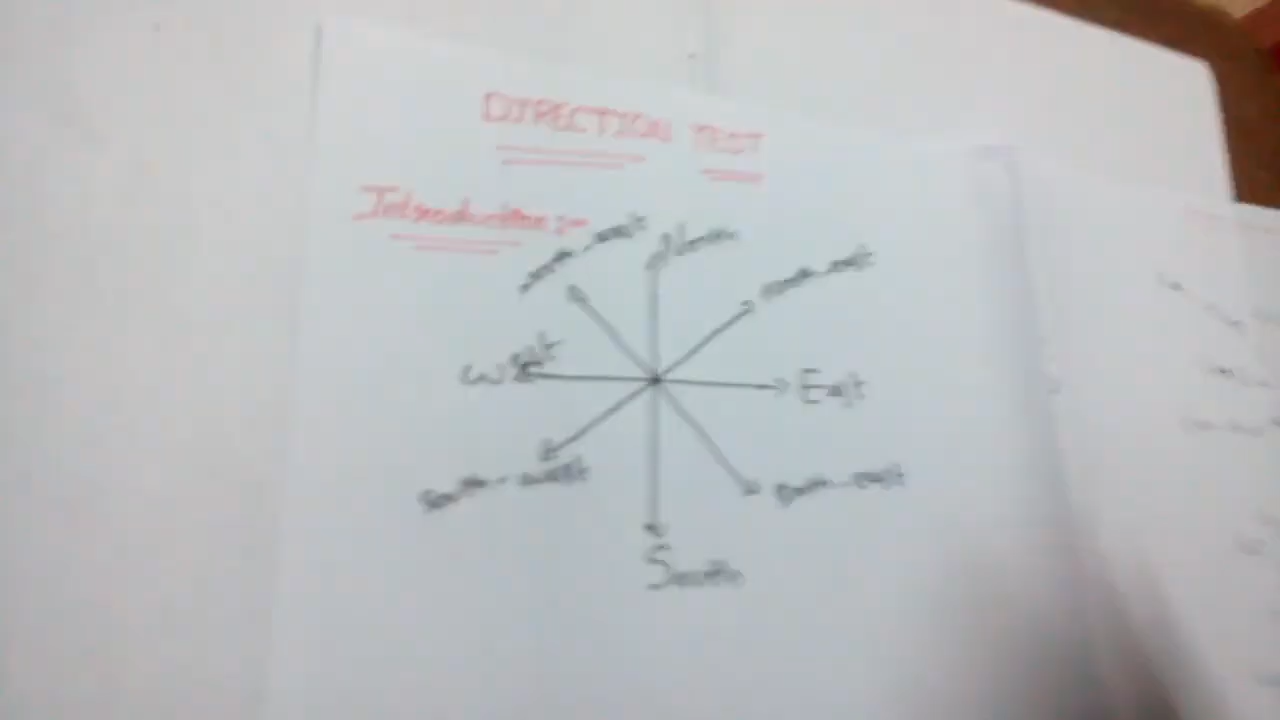 DIRECTION TEST
Introduction :-
North-west
North
North-east
West
East
South-west
South-east
South